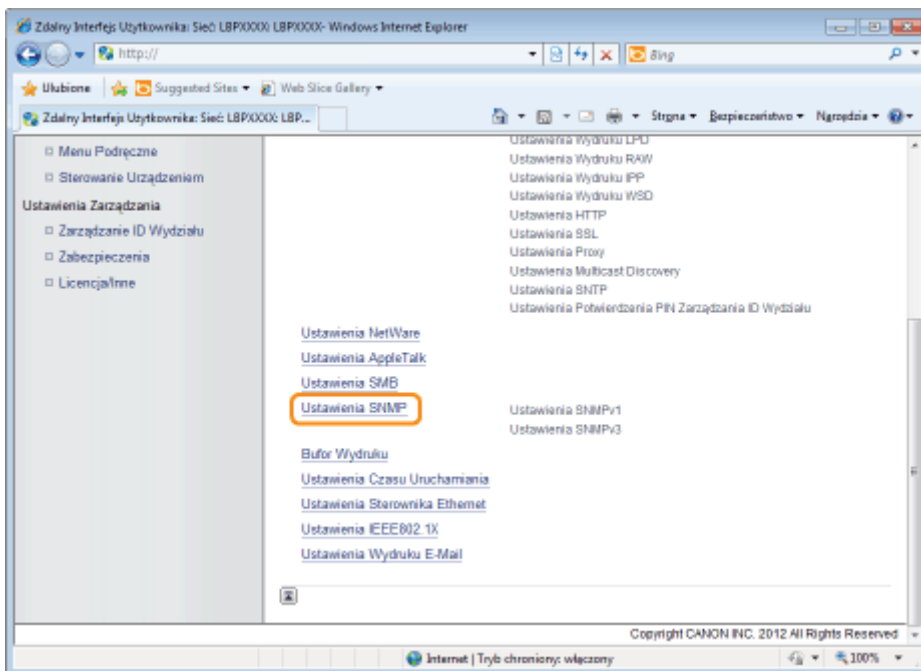 Zdalny Interfejs Użytkownika: Sieć: LBPXXXX: LBPXXXX- Windows Internet Explorer
http://
Bing
Ulubione Suggested Sites Web Slice Gallery
Zdalny Interfejs Użytkownika: Sieć: LBPXXXX: LBP...
Strona Bezpieczeństwo Narzędzia
Menu Podręczne
Sterowanie Urządzeniem
Ustawienia Zarządzania
Zarządzanie ID Wydziału
Zabezpieczenia
Licencja/Inne
Ustawienia Wydruku LPD
Ustawienia Wydruku RAW
Ustawienia Wydruku IPP
Ustawienia Wydruku WSD
Ustawienia HTTP
Ustawienia SSL
Ustawienia Proxy
Ustawienia Multicast Discovery
Ustawienia SNTP
Ustawienia Potwierdzenia PIN Zarządzania ID Wydziału
Ustawienia NetWare
Ustawienia AppleTalk
Ustawienia SMB
Ustawienia SNMP
Ustawienia SNMPv1
Ustawienia SNMPv3
Bufor Wydruku
Ustawienia Czasu Uruchamiania
Ustawienia Sterownika Ethernet
Ustawienia IEEE802.1X
Ustawienia Wydruku E-Mail
Copyright CANON INC. 2012 All Rights Reserved
Internet | Tryb chroniony: włączony
100%